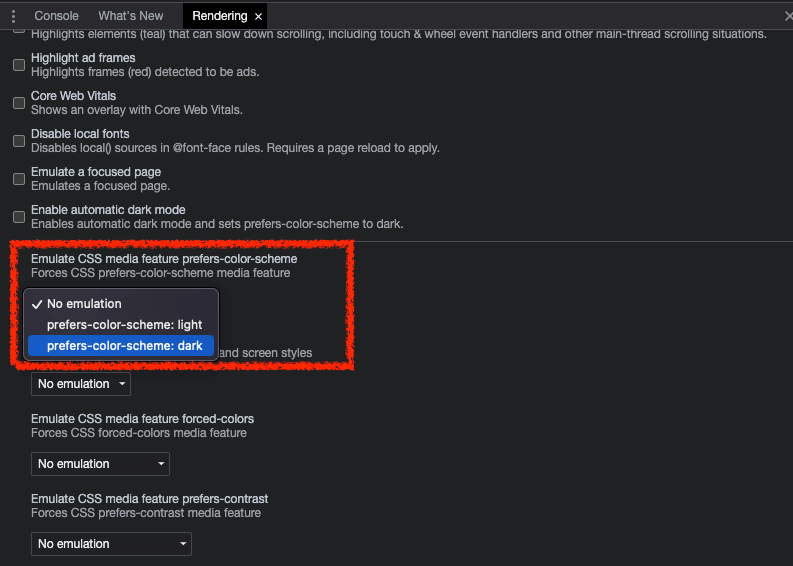 Console What's New Rendering
Highlights elements (teal) that can slow down scrolling, including touch & wheel event handlers and other main-thread scrolling situations.
Highlight ad frames
Highlights frames (red) detected to be ads.
Core Web Vitals
Shows an overlay with Core Web Vitals.
Disable local fonts
Disables local() sources in @font-face rules. Requires a page reload to apply.
Emulate a focused page
Emulates a focused page.
Enable automatic dark mode
Enables automatic dark mode and sets prefers-color-scheme to dark.
Emulate CSS media feature prefers-color-scheme
Forces CSS prefers-color-scheme media feature
No emulation
prefers-color-scheme: light
prefers-color-scheme: dark
and screen styles
No emulation
Emulate CSS media feature forced-colors
Forces CSS forced-colors media feature
No emulation
Emulate CSS media feature prefers-contrast
Forces CSS prefers-contrast media feature
No emulation